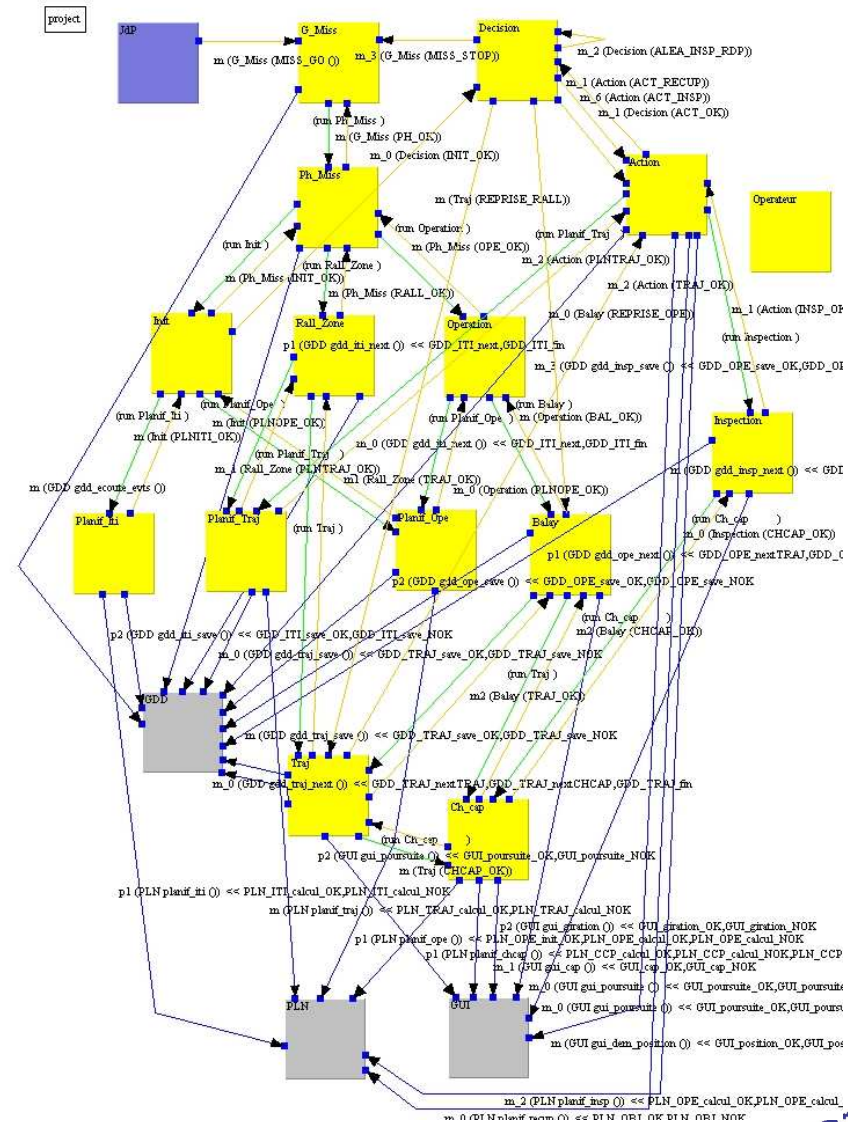 project
JdP
G_Miss
Decision
m (G_Miss (MISS_GO ())
m_3 (G_Miss (MISS_STOP))
m_2 (Decision (ALEA_INSP_RDP))
m_1 (Action (ACT_RECUP))
m_6 (Action (ACT_INSP))
m_1 (Decision (ACT_OK))
(run Ph_Miss )
m (G_Miss (PH_OK))
m_0 (Decision (INIT_OK))
Action
Ph_Miss
Operateur
m (Traj (REPRISE_RALL))
(run Operation )
(run Planif_Traj
(run Init )
m (Ph_Miss (OPE_OK))
(run Rall_Zone )
m_2 (Action (PLNTRAJ_OK))
m (Ph_Miss (INIT_OK))
m_2 (Action (TRAJ_OK))
m (Ph_Miss (RALL_OK))
m_1 (Action (INSP_OK
Init
Rall_Zone
Operation
m_0 (Balay (REPRISE_OPE))
(run Inspection )
p1 (GDD gdd_iti_next ()) << GDD_ITI_next,GDD_ITI_fin
m_3 (GDD gdd_insp_save ()) << GDD_OPE_save_OK,GDD_OP
(run Planif_Ope )
(run Balay )
(run Planif_Iti )
m (Init (PLNOPE_OK))
(run Planif_Ope )
m (Operation (BAL_OK))
Inspection
m (Init (PLNITI_OK))
m_0 (GDD gdd_iti_next ()) << GDD_ITI_next,GDD_ITI_fin
(run Planif_Traj )
m_1 (Rall_Zone (PLNTRAJ_OK))
m (GDD gdd_insp_next ()) << GDD
m1 (Rall_Zone (TRAJ_OK))
m (GDD gdd_ecoute_evts ())
m_0 (Operation (PLNOPE_OK))
Planif_Iti
Planif_Traj
Planif_Ope
Balay
(run Traj )
(run Ch_cap )
m_0 (Inspection (CHCAP_OK))
p1 (GDD gdd_ope_next ()) << GDD_OPE_nextTRAJ,GDD_O
p2 (GDD gdd_ope_save ()) << GDD_OPE_save_OK,GDD_OPE_save_NOK
(run Ch_cap )
p2 (GDD gdd_iti_save ()) << GDD_ITI_save_OK,GDD_ITI_save_NOK
m2 (Balay (CHCAP_OK))
m_0 (GDD gdd_traj_save ()) << GDD_TRAJ_save_OK,GDD_TRAJ_save_NOK
(run Traj )
m2 (Balay (TRAJ_OK))
GDD
m (GDD gdd_traj_save ()) << GDD_TRAJ_save_OK,GDD_TRAJ_save_NOK
Traj
m_0 (GDD gdd_traj_next ()) << GDD_TRAJ_nextTRAJ,GDD_TRAJ_nextCHCAP,GDD_TRAJ_fin
Ch_cap
(run Ch_cap )
p2 (GUI gui_poursuite ()) << GUI_poursuite_OK,GUI_poursuite_NOK
m (Traj (CHCAP_OK))
p1 (PLN planif_iti ()) << PLN_ITI_calcul_OK,PLN_ITI_calcul_NOK
m (PLN planif_traj ()) << PLN_TRAJ_calcul_OK,PLN_TRAJ_calcul_NOK
p2 (GUI gui_giration ()) << GUI_giration_OK,GUI_giration_NOK
p1 (PLN planif_ope ()) << PLN_OPE_init_OK,PLN_OPE_calcul_OK,PLN_OPE_calcul_NOK
p1 (PLN planif_chcap ()) << PLN_CCP_calcul_OK,PLN_CCP_calcul_NOK,PLN_CCP
m_1 (GUI gui_cap ()) << GUI_cap_OK,GUI_cap_NOK
m_0 (GUI gui_poursuite ()) << GUI_poursuite_OK,GUI_poursuite
PLN
GUI
m_0 (GUI gui_poursuite ()) << GUI_poursuite_OK,GUI_poursu
m (GUI gui_dem_position ()) << GUI_position_OK,GUI_pos
m_2 (PLN planif_insp ()) << PLN_OPE_calcul_OK,PLN_OPE_calcul_
m_0 (PLN planif_recup ()) << PLN_OBJ_OK,PLN_OBJ_NOK